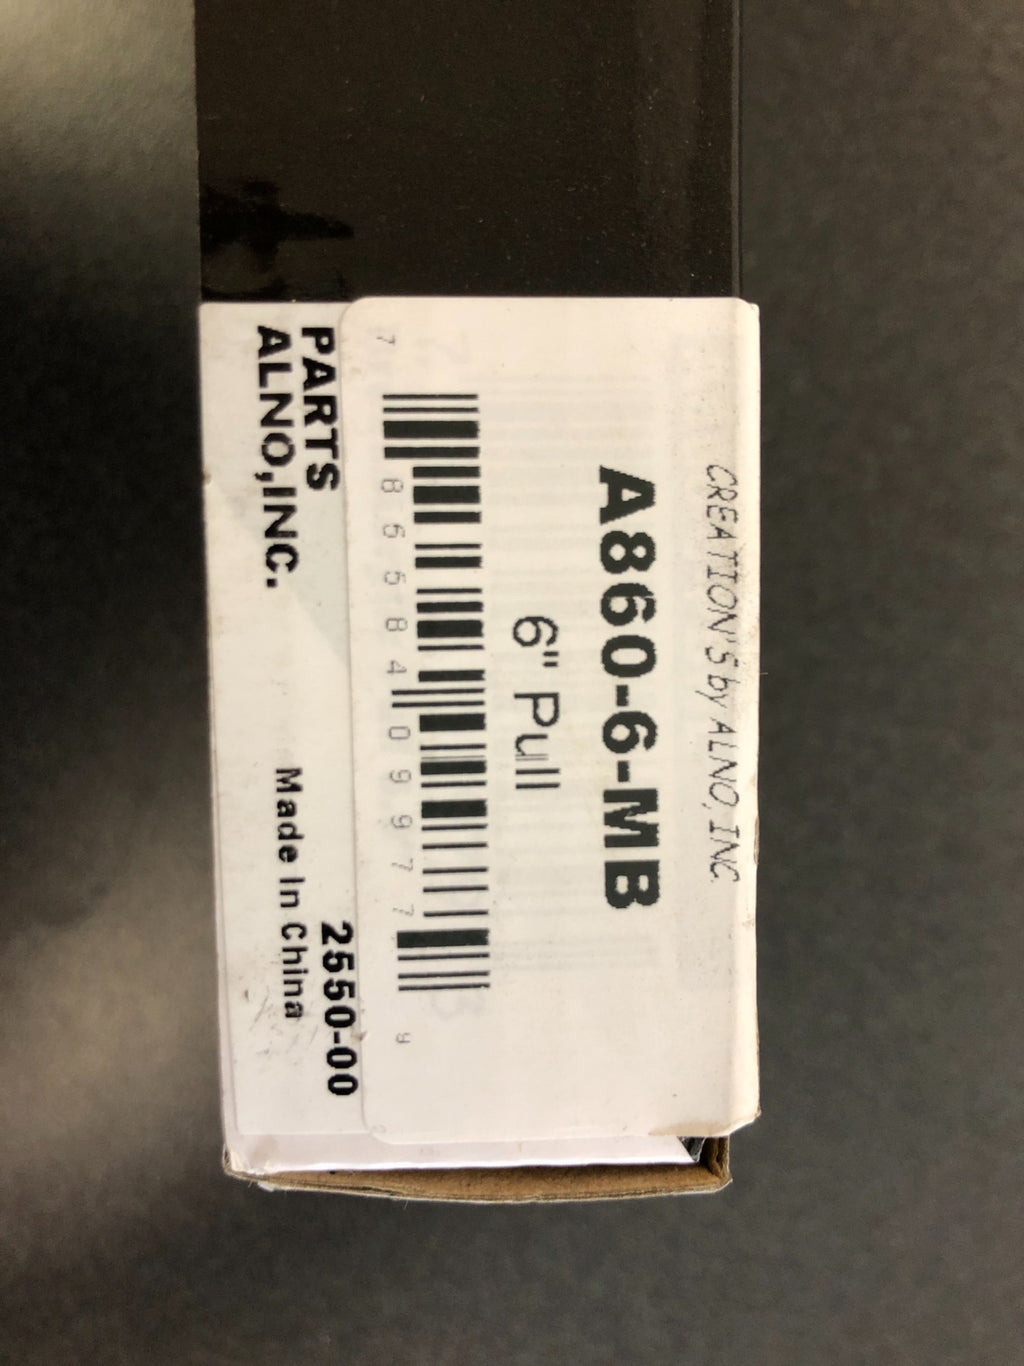 CREATION'S by ALNO, INC.
A860-6-MB
6" Pull
7 86584 09977 9
PARTS 2550-00
ALNO,INC. Made In China